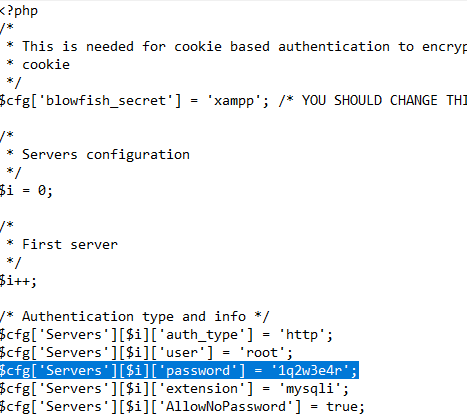 <?php
/*
* This is needed for cookie based authentication to encryp
* cookie
*/
$cfg['blowfish_secret'] = 'xampp'; /* YOU SHOULD CHANGE THI
/*
* Servers configuration
*/
$i = 0;
/*
* First server
*/
$i++;
/* Authentication type and info */
$cfg['Servers'][$i]['auth_type'] = 'http';
$cfg['Servers'][$i]['user'] = 'root';
$cfg['Servers'][$i]['password'] = '1q2w3e4r';
$cfg['Servers'][$i]['extension'] = 'mysqli';
$cfg['Servers'][$i]['AllowNoPassword'] = true;